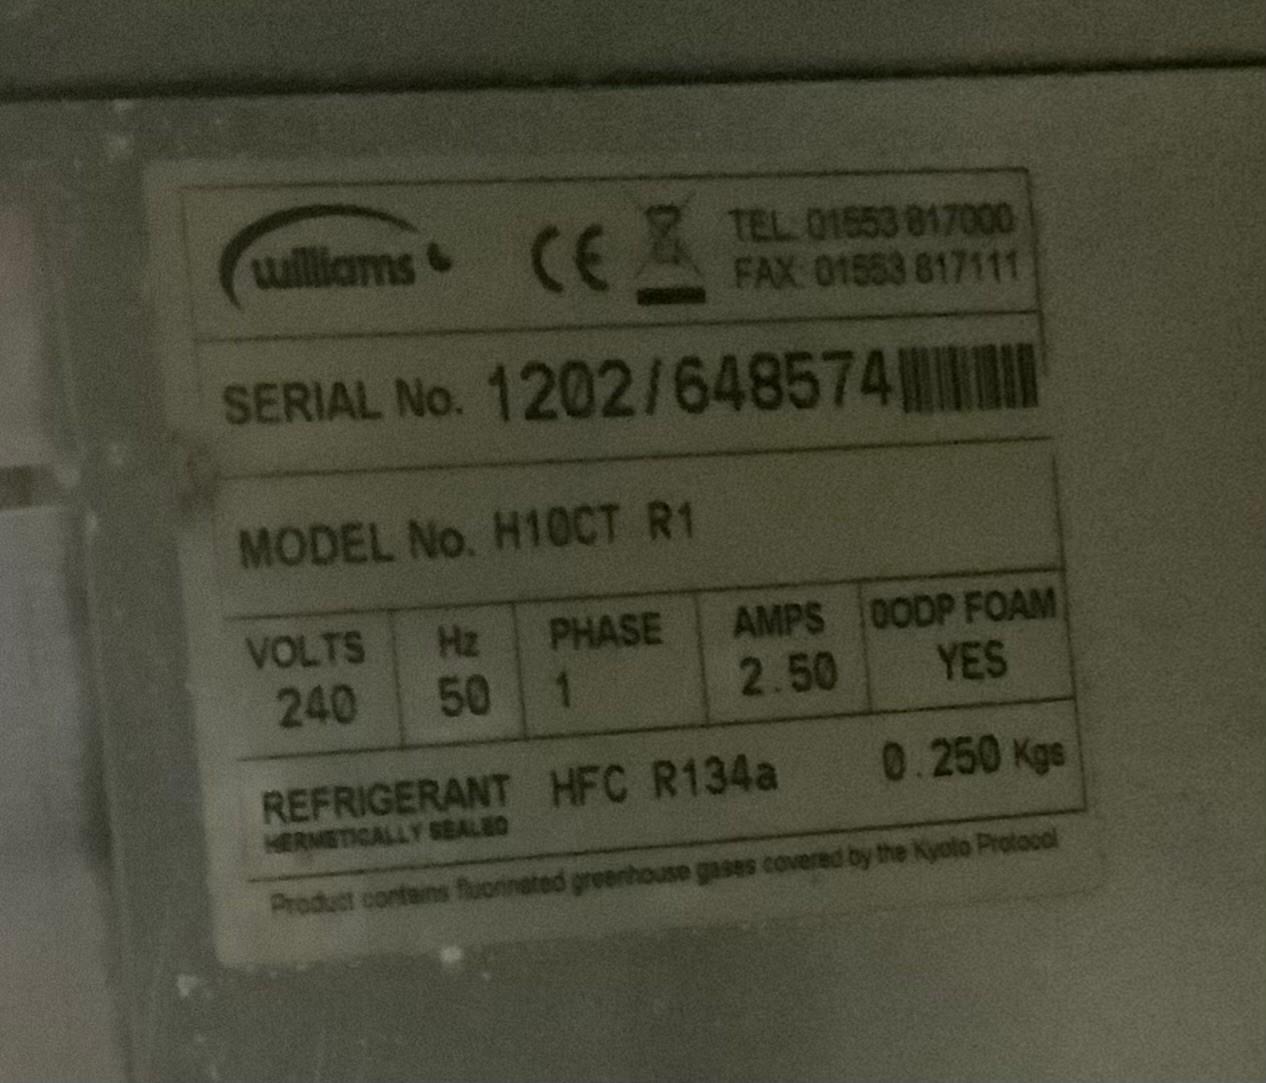 williams CE TEL: 01553 817000
FAX: 01553 817111
SERIAL No. 1202/648574
MODEL No. H10CT R1
VOLTS Hz PHASE AMPS 0ODP FOAM
240 50 1 2.50 YES
REFRIGERANT HFC R134a 0.250 Kgs
HERMETICALLY SEALED
Product contains fluorinated greenhouse gases covered by the Kyoto Protocol